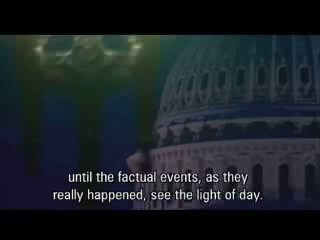 until the factual events, as they
really happened, see the light of day.